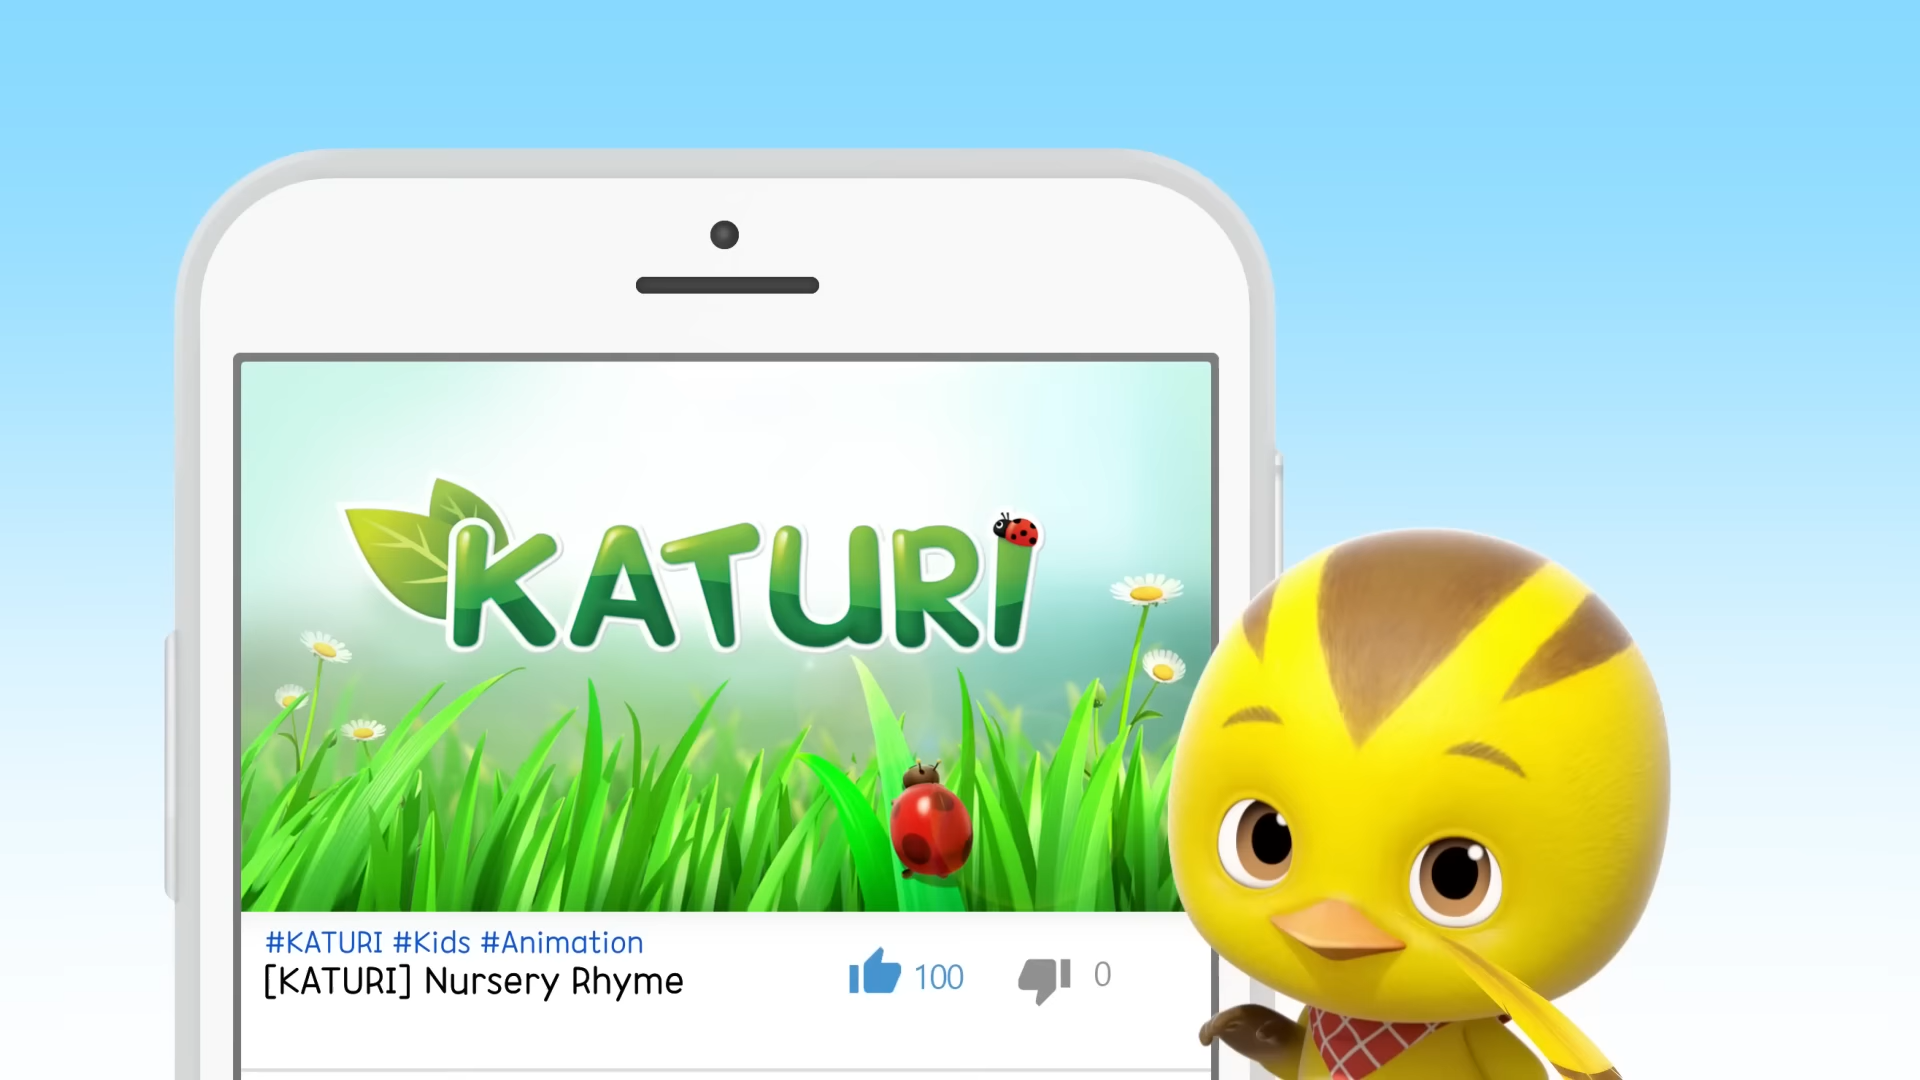 KATURI
#KATURI #Kids #Animation
[KATURI] Nursery Rhyme
100
0